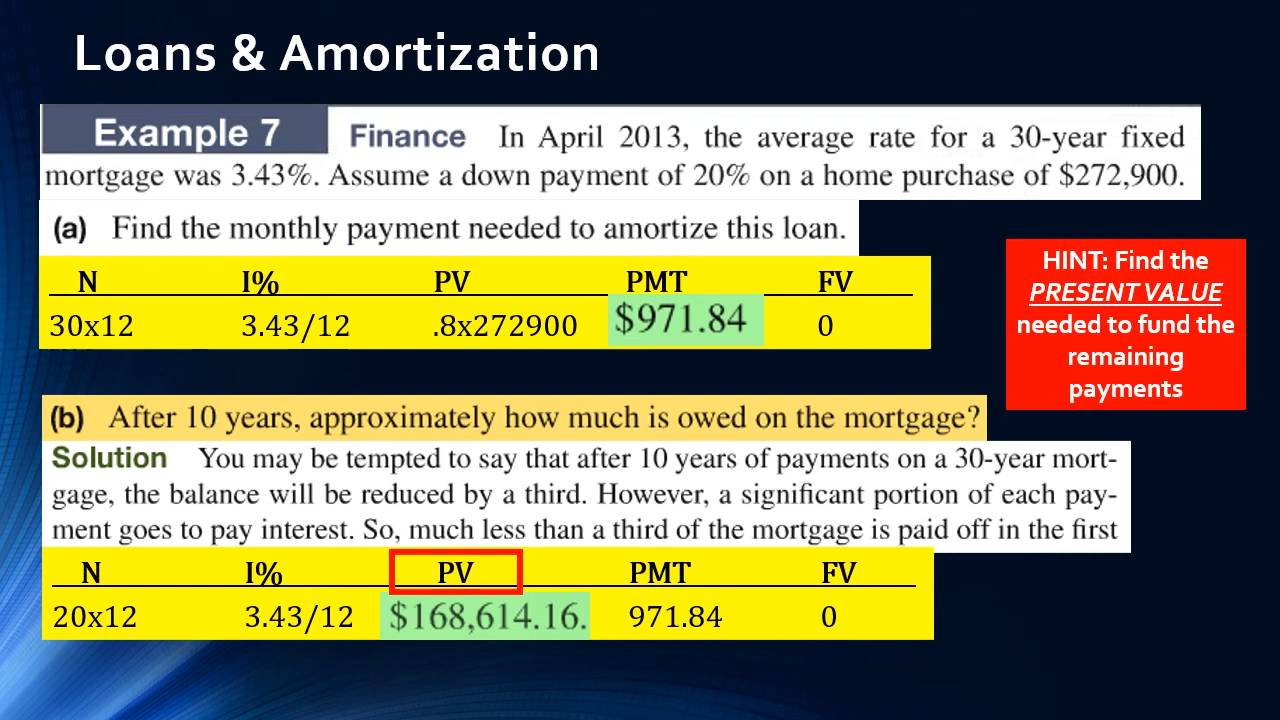 Loans & Amortization
Example 7 Finance In April 2013, the average rate for a 30-year fixed
mortgage was 3.43%. Assume a down payment of 20% on a home purchase of $272,900.
(a) Find the monthly payment needed to amortize this loan.
N I% PV PMT FV
30x12 3.43/12 .8x272900 $971.84 0
HINT: Find the
PRESENT VALUE
needed to fund the
remaining
payments
(b) After 10 years, approximately how much is owed on the mortgage?
Solution You may be tempted to say that after 10 years of payments on a 30-year mort-
gage, the balance will be reduced by a third. However, a significant portion of each pay-
ment goes to pay interest. So, much less than a third of the mortgage is paid off in the first
N I% PV PMT FV
20x12 3.43/12 $168,614.16. 971.84 0